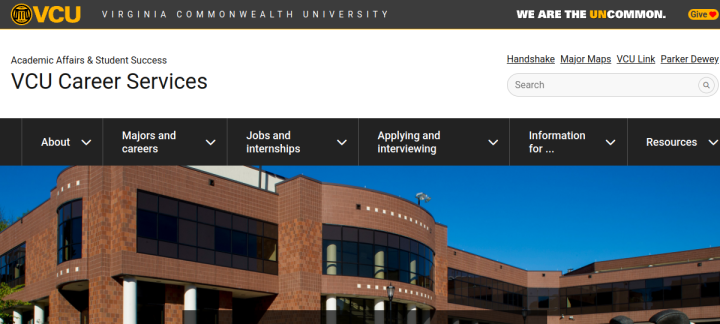 VCU VIRGINIA COMMONWEALTH UNIVERSITY WE ARE THE UNCOMMON. Give
Academic Affairs & Student Success
VCU Career Services
Handshake Major Maps VCU Link Parker Dewey
Search
About
Majors and careers
Jobs and internships
Applying and interviewing
Information for ...
Resources